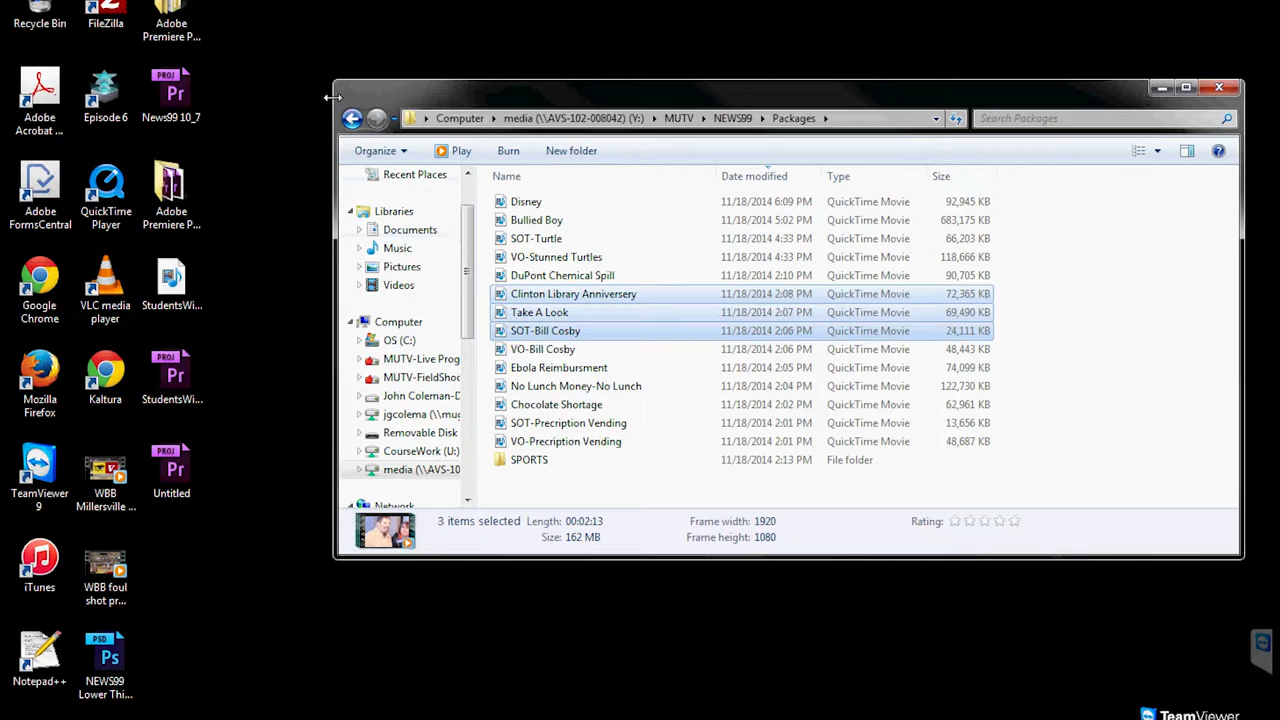 Recycle Bin
FileZilla
Adobe
Premiere P...
Adobe
Acrobat ...
Episode 6
PROJ
Pr
News99 10_7
Adobe
FormsCentral
QuickTime
Player
Adobe
Premiere P...
Google
Chrome
VLC media
player
StudentsWi...
Mozilla
Firefox
Kaltura
PROJ
Pr
StudentsWi...
TeamViewer
9
WBB
Millersville ...
PROJ
Pr
Untitled
iTunes
WBB foul
shot pr...
Notepad++
PSD
Ps
NEWS99
Lower Thi...
Computer
media (\\AVS-102-008042) (Y:)
MUTV
NEWS99
Packages
Search Packages
Organize
Play
Burn
New folder
Recent Places
Libraries
Documents
Music
Pictures
Videos
Computer
OS (C:)
MUTV-Live Prog
MUTV-FieldShoo
John Coleman-D
jgcolema (\\mug
Removable Disk
CourseWork (U:)
media (\\AVS-10
Network
Name Date modified Type Size
Disney 11/18/2014 6:09 PM QuickTime Movie 92,945 KB
Bullied Boy 11/18/2014 5:02 PM QuickTime Movie 683,175 KB
SOT-Turtle 11/18/2014 4:33 PM QuickTime Movie 66,203 KB
VO-Stunned Turtles 11/18/2014 4:33 PM QuickTime Movie 118,666 KB
DuPont Chemical Spill 11/18/2014 2:10 PM QuickTime Movie 90,705 KB
Clinton Library Anniversery 11/18/2014 2:08 PM QuickTime Movie 72,365 KB
Take A Look 11/18/2014 2:07 PM QuickTime Movie 69,490 KB
SOT-Bill Cosby 11/18/2014 2:06 PM QuickTime Movie 24,111 KB
VO-Bill Cosby 11/18/2014 2:06 PM QuickTime Movie 48,443 KB
Ebola Reimbursment 11/18/2014 2:05 PM QuickTime Movie 74,099 KB
No Lunch Money-No Lunch 11/18/2014 2:04 PM QuickTime Movie 122,730 KB
Chocolate Shortage 11/18/2014 2:02 PM QuickTime Movie 62,961 KB
SOT-Precription Vending 11/18/2014 2:01 PM QuickTime Movie 13,656 KB
VO-Precription Vending 11/18/2014 2:01 PM QuickTime Movie 48,687 KB
SPORTS 11/18/2014 2:13 PM File folder
3 items selected Length: 00:02:13 Frame width: 1920 Rating:
Size: 162 MB Frame height: 1080
TeamViewer